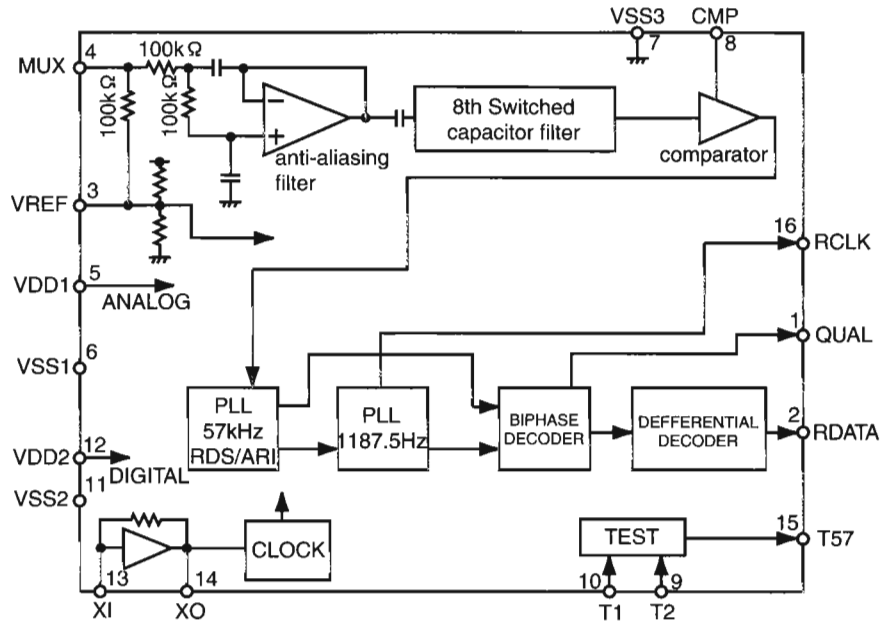 VSS3
CMP
7
8
4
MUX
100kΩ
100kΩ
100kΩ
anti-aliasing
filter
8th Switched
capacitor filter
comparator
3
VREF
16
RCLK
5
VDD1
ANALOG
1
QUAL
6
VSS1
PLL
57kHz
RDS/ARI
PLL
1187.5Hz
BIPHASE
DECODER
DEFFERENTIAL
DECODER
2
RDATA
12
VDD2
DIGITAL
11
VSS2
CLOCK
TEST
15
T57
13
14
10
9
XI
XO
T1
T2